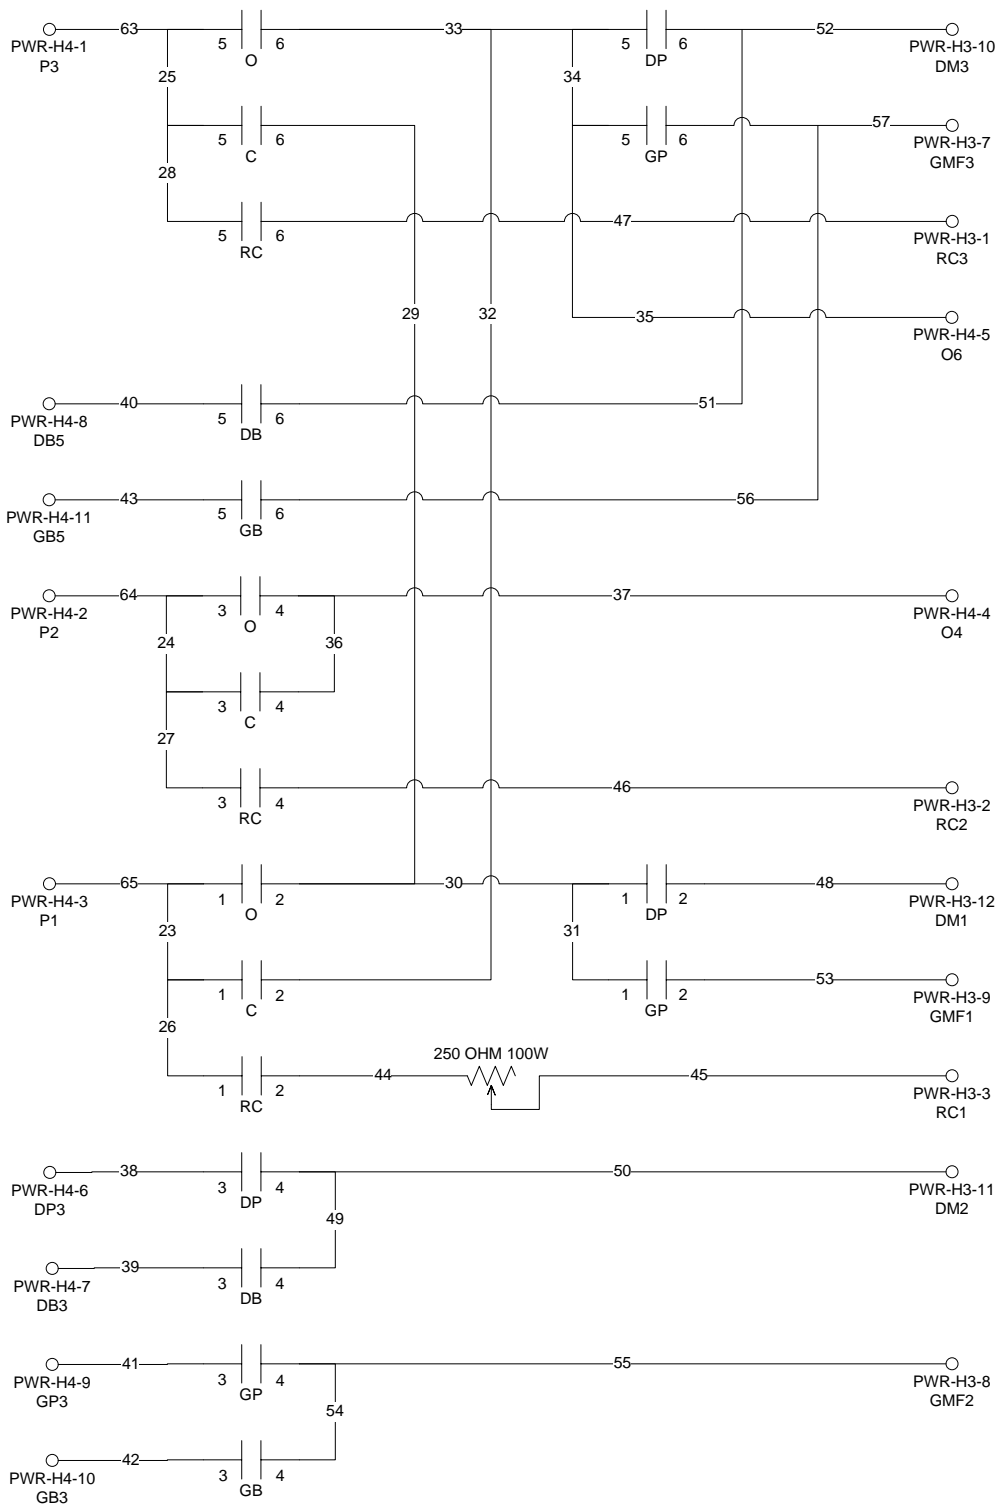 63 33 52
PWR-H4-1
P3
5 6
O
5 6
DP
PWR-H3-10
DM3
25 34
57
5 6
C
5 6
GP
PWR-H3-7
GMF3
28
47
5 6
RC
PWR-H3-1
RC3
29 32 35
PWR-H4-5
O6
40 51
PWR-H4-8
DB5
5 6
DB
43 56
PWR-H4-11
GB5
5 6
GB
64 37
PWR-H4-2
P2
3 4
O
PWR-H4-4
O4
24 36
3 4
C
27
46
3 4
RC
PWR-H3-2
RC2
65 30 48
PWR-H4-3
P1
1 2
O
1 2
DP
PWR-H3-12
DM1
23 31
53
1 2
C
1 2
GP
PWR-H3-9
GMF1
26
250 OHM 100W
44 45
1 2
RC
PWR-H3-3
RC1
38 50
PWR-H4-6
DP3
3 4
DP
PWR-H3-11
DM2
49
39
PWR-H4-7
DB3
3 4
DB
41 55
PWR-H4-9
GP3
3 4
GP
PWR-H3-8
GMF2
54
42
PWR-H4-10
GB3
3 4
GB